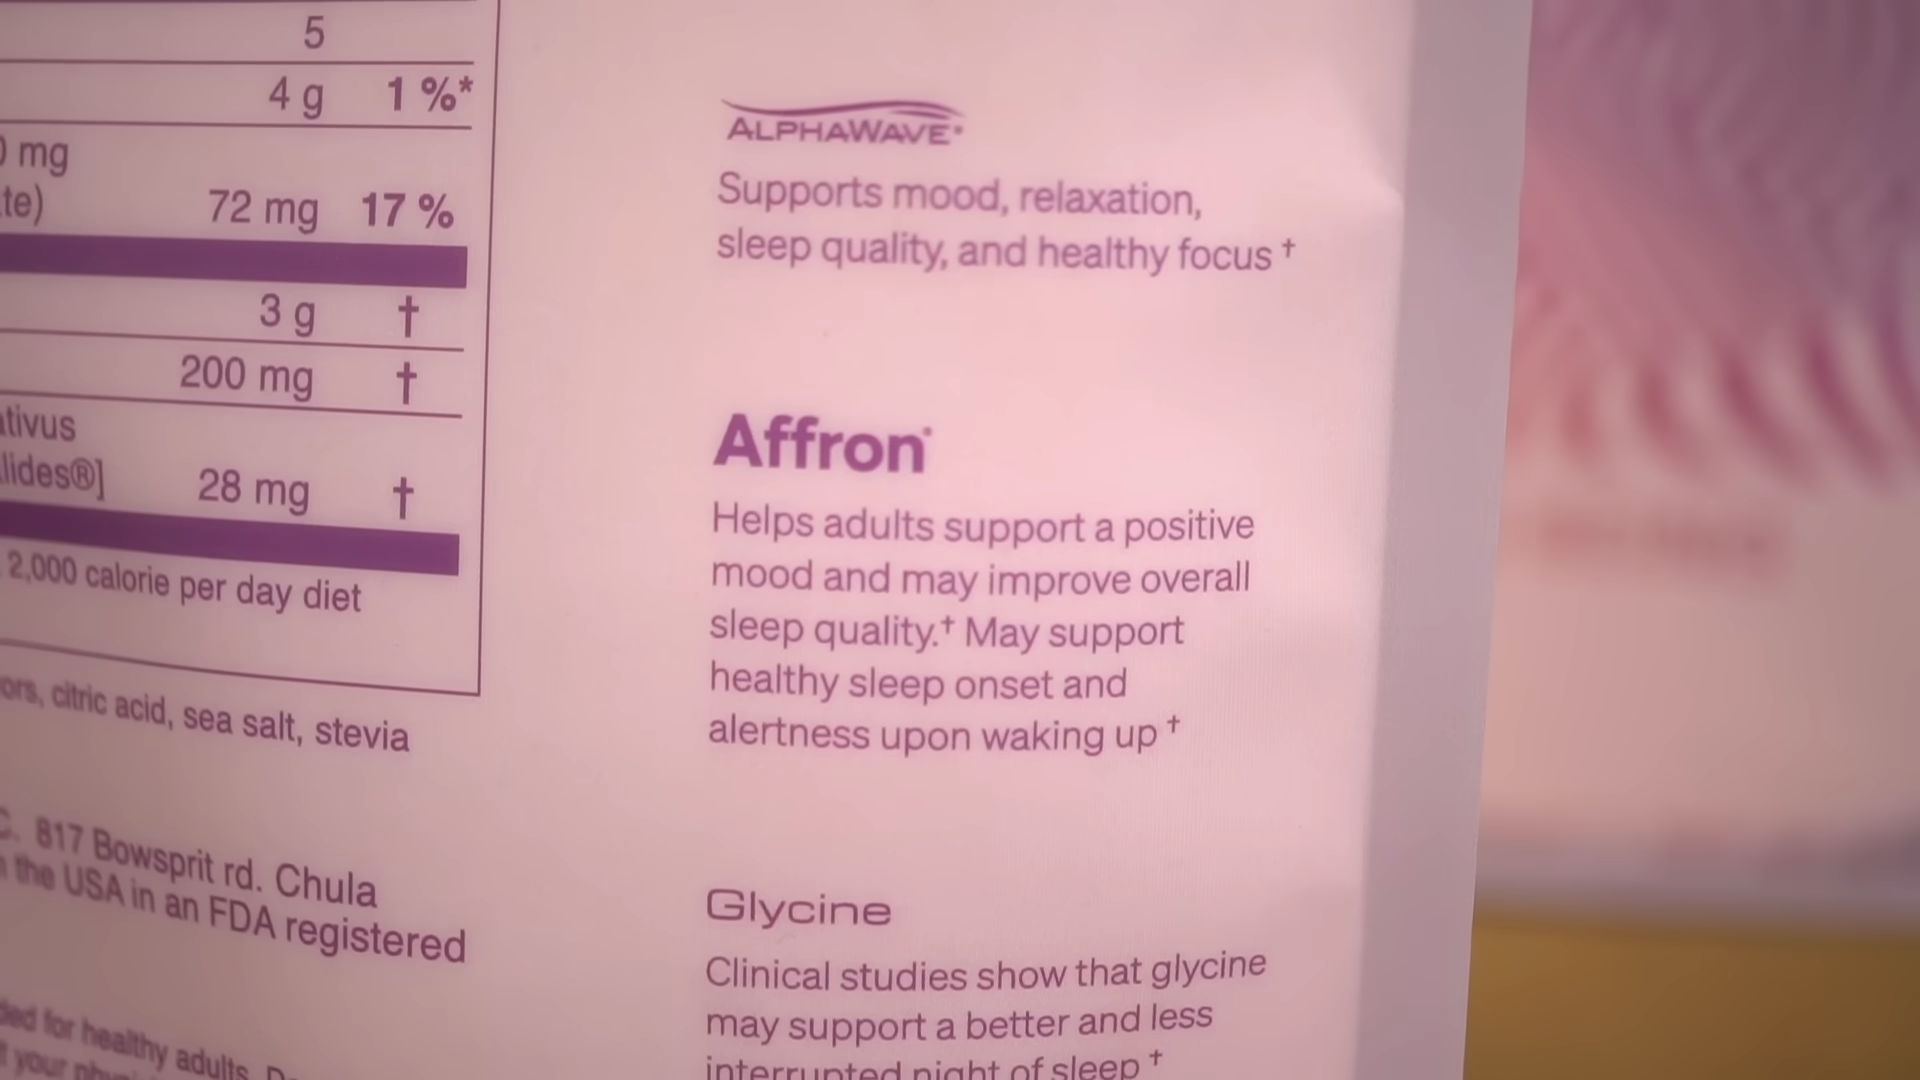 5
4 g 1 %*
mg
72 mg 17 %
3 g †
200 mg †
28 mg †
2,000 calorie per day diet
citric acid, sea salt, stevia
817 Bowsprit rd. Chula
the USA in an FDA registered
for healthy adults.
your
ALPHAWAVE®
Supports mood, relaxation,
sleep quality, and healthy focus †
Affron®
Helps adults support a positive
mood and may improve overall
sleep quality.† May support
healthy sleep onset and
alertness upon waking up †
Glycine
Clinical studies show that glycine
may support a better and less
interrupted night of sleep †